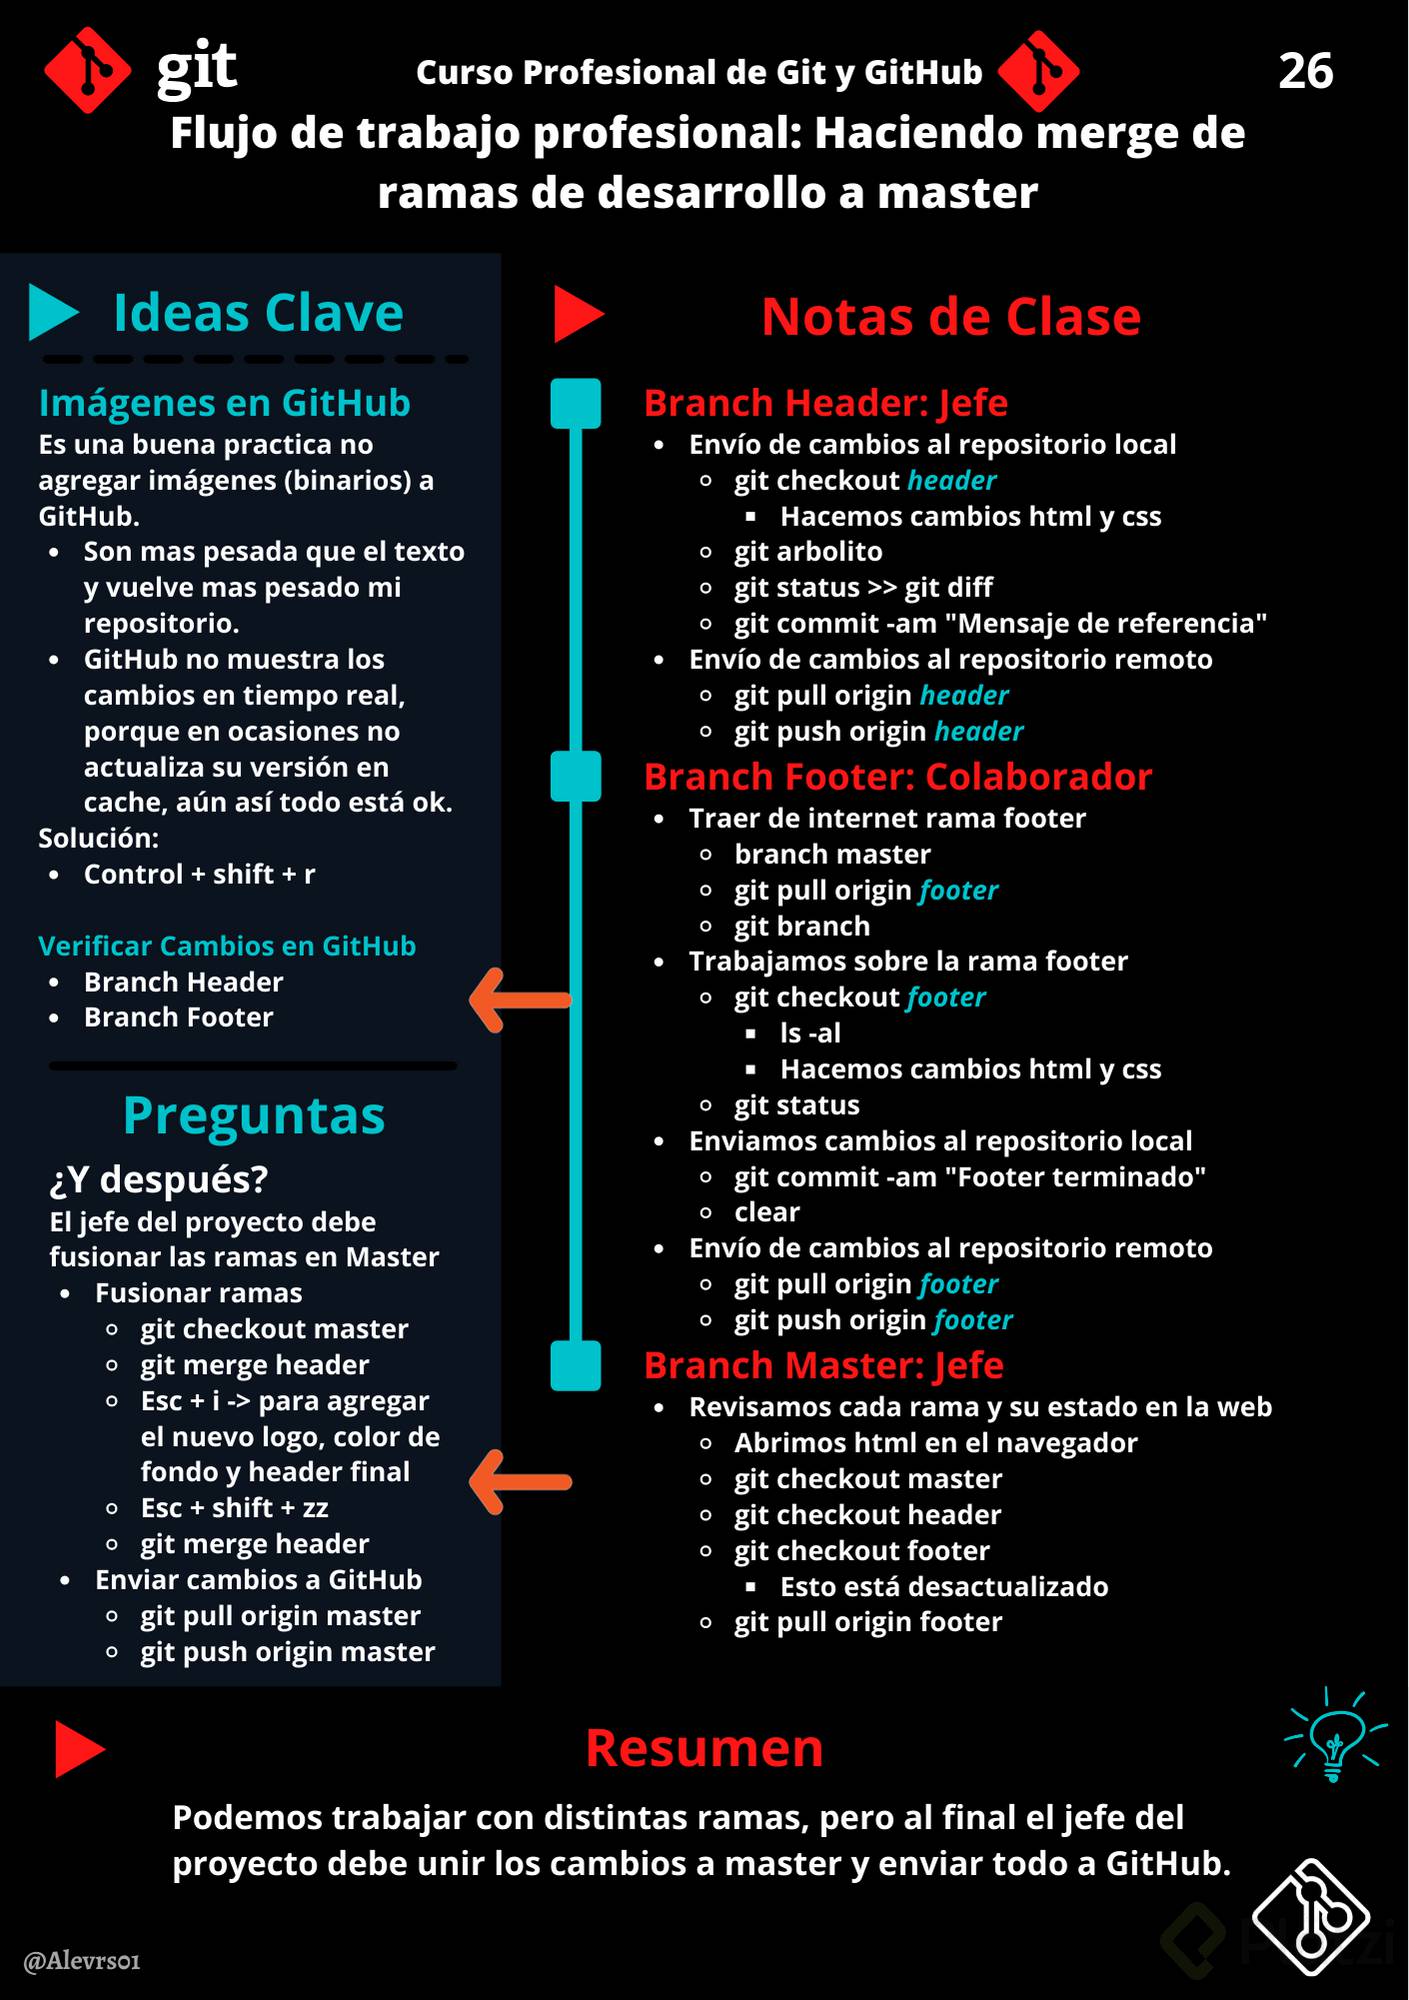 git
Curso Profesional de Git y GitHub
26
Flujo de trabajo profesional: Haciendo merge de
ramas de desarrollo a master
Ideas Clave
Imágenes en GitHub
Es una buena practica no
agregar imágenes (binarios) a
GitHub.
• Son mas pesada que el texto
y vuelve mas pesado mi
repositorio.
• GitHub no muestra los
cambios en tiempo real,
porque en ocasiones no
actualiza su versión en
cache, aún así todo está ok.
Solución:
• Control + shift + r
Verificar Cambios en GitHub
• Branch Header
• Branch Footer
Preguntas
¿Y después?
El jefe del proyecto debe
fusionar las ramas en Master
• Fusionar ramas
◦ git checkout master
◦ git merge header
◦ Esc + i -> para agregar
el nuevo logo, color de
fondo y header final
◦ Esc + shift + zz
◦ git merge header
• Enviar cambios a GitHub
◦ git pull origin master
◦ git push origin master
Notas de Clase
Branch Header: Jefe
• Envío de cambios al repositorio local
◦ git checkout header
▪ Hacemos cambios html y css
◦ git arbolito
◦ git status >> git diff
◦ git commit -am "Mensaje de referencia"
• Envío de cambios al repositorio remoto
◦ git pull origin header
◦ git push origin header
Branch Footer: Colaborador
• Traer de internet rama footer
◦ branch master
◦ git pull origin footer
◦ git branch
• Trabajamos sobre la rama footer
◦ git checkout footer
▪ ls -al
▪ Hacemos cambios html y css
◦ git status
• Enviamos cambios al repositorio local
◦ git commit -am "Footer terminado"
◦ clear
• Envío de cambios al repositorio remoto
◦ git pull origin footer
◦ git push origin footer
Branch Master: Jefe
• Revisamos cada rama y su estado en la web
◦ Abrimos html en el navegador
◦ git checkout master
◦ git checkout header
◦ git checkout footer
▪ Esto está desactualizado
◦ git pull origin footer
Resumen
Podemos trabajar con distintas ramas, pero al final el jefe del
proyecto debe unir los cambios a master y enviar todo a GitHub.
@Alevrs01